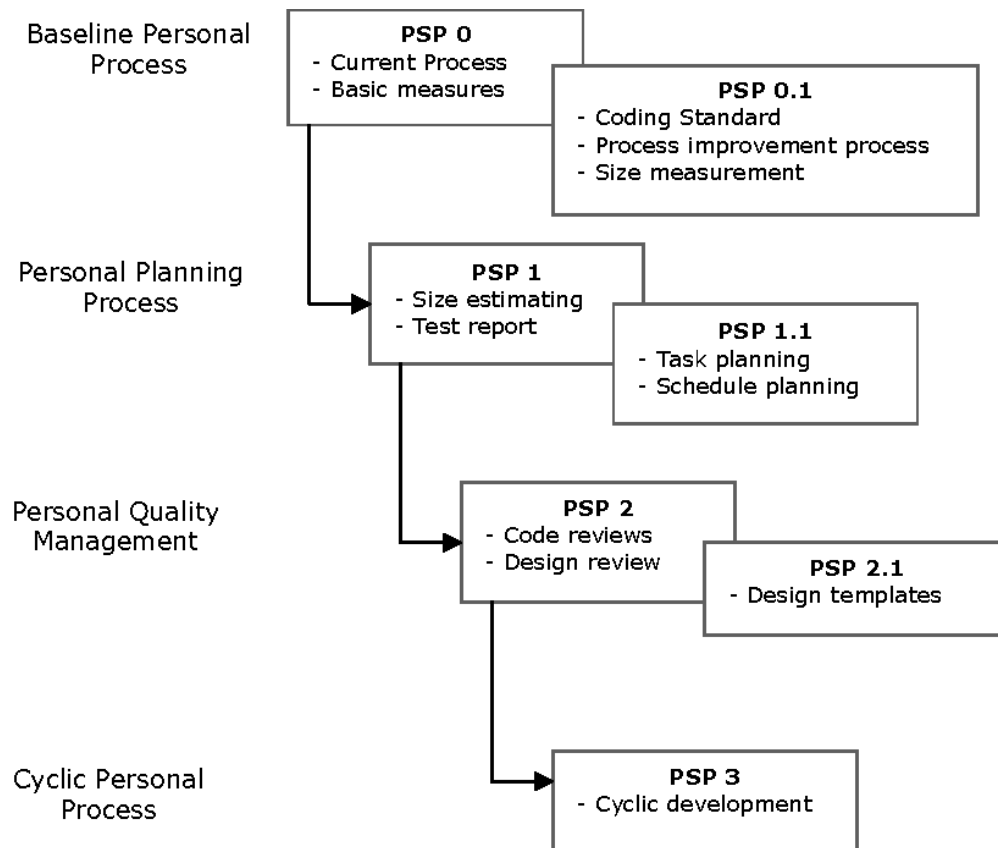 Baseline Personal
Process
PSP 0
- Current Process
- Basic measures
PSP 0.1
- Coding Standard
- Process improvement process
- Size measurement
Personal Planning
Process
PSP 1
- Size estimating
- Test report
PSP 1.1
- Task planning
- Schedule planning
Personal Quality
Management
PSP 2
- Code reviews
- Design review
PSP 2.1
- Design templates
Cyclic Personal
Process
PSP 3
- Cyclic development